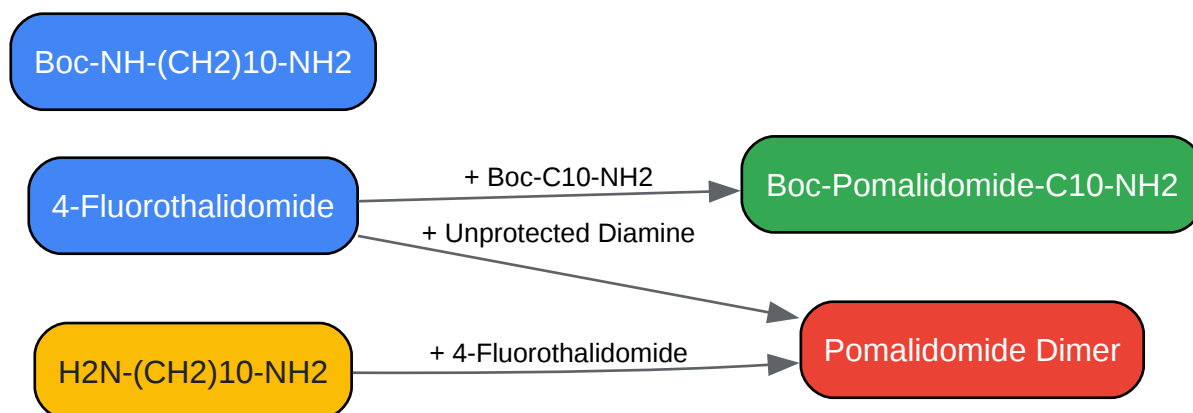 Boc-NH-(CH2)10-NH2
4-Fluorothalidomide
+ Boc-C10-NH2
Boc-Pomalidomide-C10-NH2
+ Unprotected Diamine
H2N-(CH2)10-NH2
+ 4-Fluorothalidomide
Pomalidomide Dimer